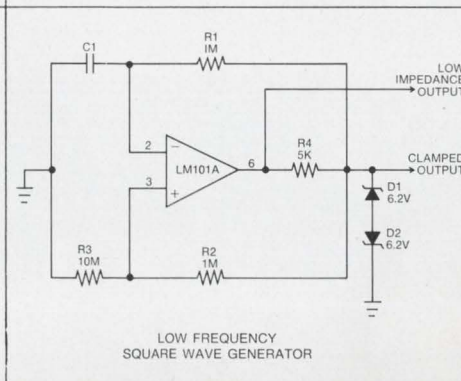 C1
R1
1M
LOW
IMPEDANCE
OUTPUT
2
−
LM101A
6
R4
5K
CLAMPED
OUTPUT
3
+
D1
6.2V
R3
10M
R2
1M
D2
6.2V
LOW FREQUENCY
SQUARE WAVE GENERATOR